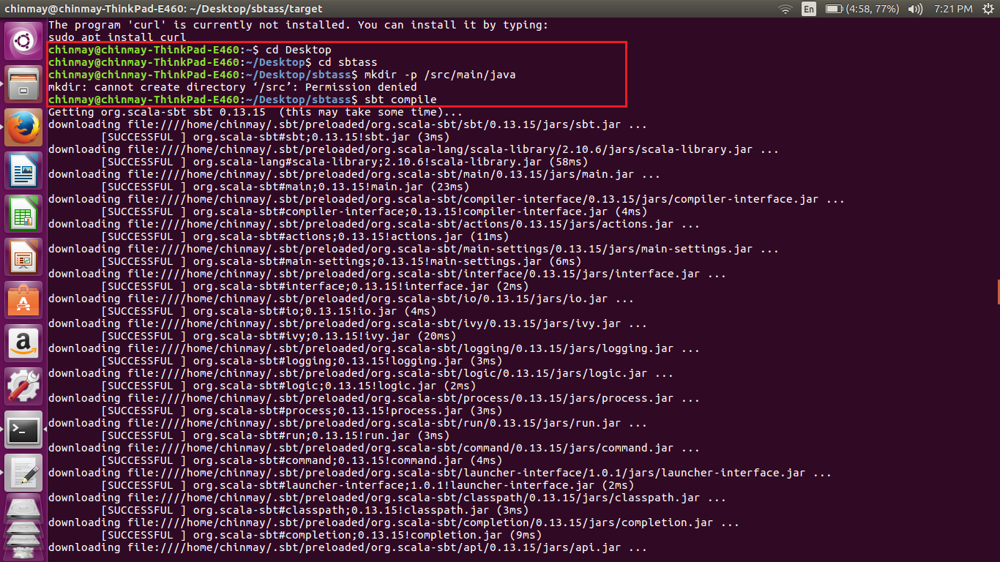 chinmay@chinmay-ThinkPad-E460: ~/Desktop/sbtass/target
En
(4:58, 77%)
7:21 PM
The program 'curl' is currently not installed. You can install it by typing:
sudo apt install curl
chinmay@chinmay-ThinkPad-E460:~$ cd Desktop
chinmay@chinmay-ThinkPad-E460:~/Desktop$ cd sbtass
chinmay@chinmay-ThinkPad-E460:~/Desktop/sbtass$ mkdir -p /src/main/java
mkdir: cannot create directory ‘/src’: Permission denied
chinmay@chinmay-ThinkPad-E460:~/Desktop/sbtass$ sbt compile
Getting org.scala-sbt sbt 0.13.15  (this may take some time)...
downloading file:////home/chinmay/.sbt/preloaded/org.scala-sbt/sbt/0.13.15/jars/sbt.jar ...
[SUCCESSFUL ] org.scala-sbt#sbt;0.13.15!sbt.jar (3ms)
downloading file:////home/chinmay/.sbt/preloaded/org.scala-lang/scala-library/2.10.6/jars/scala-library.jar ...
[SUCCESSFUL ] org.scala-lang#scala-library;2.10.6!scala-library.jar (58ms)
downloading file:////home/chinmay/.sbt/preloaded/org.scala-sbt/main/0.13.15/jars/main.jar ...
[SUCCESSFUL ] org.scala-sbt#main;0.13.15!main.jar (23ms)
downloading file:////home/chinmay/.sbt/preloaded/org.scala-sbt/compiler-interface/0.13.15/jars/compiler-interface.jar ...
[SUCCESSFUL ] org.scala-sbt#compiler-interface;0.13.15!compiler-interface.jar (4ms)
downloading file:////home/chinmay/.sbt/preloaded/org.scala-sbt/actions/0.13.15/jars/actions.jar ...
[SUCCESSFUL ] org.scala-sbt#actions;0.13.15!actions.jar (11ms)
downloading file:////home/chinmay/.sbt/preloaded/org.scala-sbt/main-settings/0.13.15/jars/main-settings.jar ...
[SUCCESSFUL ] org.scala-sbt#main-settings;0.13.15!main-settings.jar (6ms)
downloading file:////home/chinmay/.sbt/preloaded/org.scala-sbt/interface/0.13.15/jars/interface.jar ...
[SUCCESSFUL ] org.scala-sbt#interface;0.13.15!interface.jar (2ms)
downloading file:////home/chinmay/.sbt/preloaded/org.scala-sbt/io/0.13.15/jars/io.jar ...
[SUCCESSFUL ] org.scala-sbt#io;0.13.15!io.jar (4ms)
downloading file:////home/chinmay/.sbt/preloaded/org.scala-sbt/ivy/0.13.15/jars/ivy.jar ...
[SUCCESSFUL ] org.scala-sbt#ivy;0.13.15!ivy.jar (20ms)
downloading file:////home/chinmay/.sbt/preloaded/org.scala-sbt/logging/0.13.15/jars/logging.jar ...
[SUCCESSFUL ] org.scala-sbt#logging;0.13.15!logging.jar (3ms)
downloading file:////home/chinmay/.sbt/preloaded/org.scala-sbt/logic/0.13.15/jars/logic.jar ...
[SUCCESSFUL ] org.scala-sbt#logic;0.13.15!logic.jar (2ms)
downloading file:////home/chinmay/.sbt/preloaded/org.scala-sbt/process/0.13.15/jars/process.jar ...
[SUCCESSFUL ] org.scala-sbt#process;0.13.15!process.jar (3ms)
downloading file:////home/chinmay/.sbt/preloaded/org.scala-sbt/run/0.13.15/jars/run.jar ...
[SUCCESSFUL ] org.scala-sbt#run;0.13.15!run.jar (3ms)
downloading file:////home/chinmay/.sbt/preloaded/org.scala-sbt/command/0.13.15/jars/command.jar ...
[SUCCESSFUL ] org.scala-sbt#command;0.13.15!command.jar (4ms)
downloading file:////home/chinmay/.sbt/preloaded/org.scala-sbt/launcher-interface/1.0.1/jars/launcher-interface.jar ...
[SUCCESSFUL ] org.scala-sbt#launcher-interface;1.0.1!launcher-interface.jar (2ms)
downloading file:////home/chinmay/.sbt/preloaded/org.scala-sbt/classpath/0.13.15/jars/classpath.jar ...
[SUCCESSFUL ] org.scala-sbt#classpath;0.13.15!classpath.jar (3ms)
downloading file:////home/chinmay/.sbt/preloaded/org.scala-sbt/completion/0.13.15/jars/completion.jar ...
[SUCCESSFUL ] org.scala-sbt#completion;0.13.15!completion.jar (9ms)
downloading file:////home/chinmay/.sbt/preloaded/org.scala-sbt/api/0.13.15/jars/api.jar ...